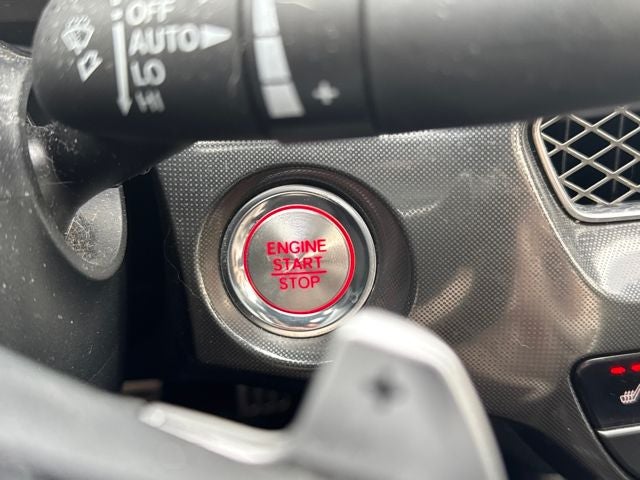 OFF
AUTO
LO
HI
+
ENGINE
START
STOP
+